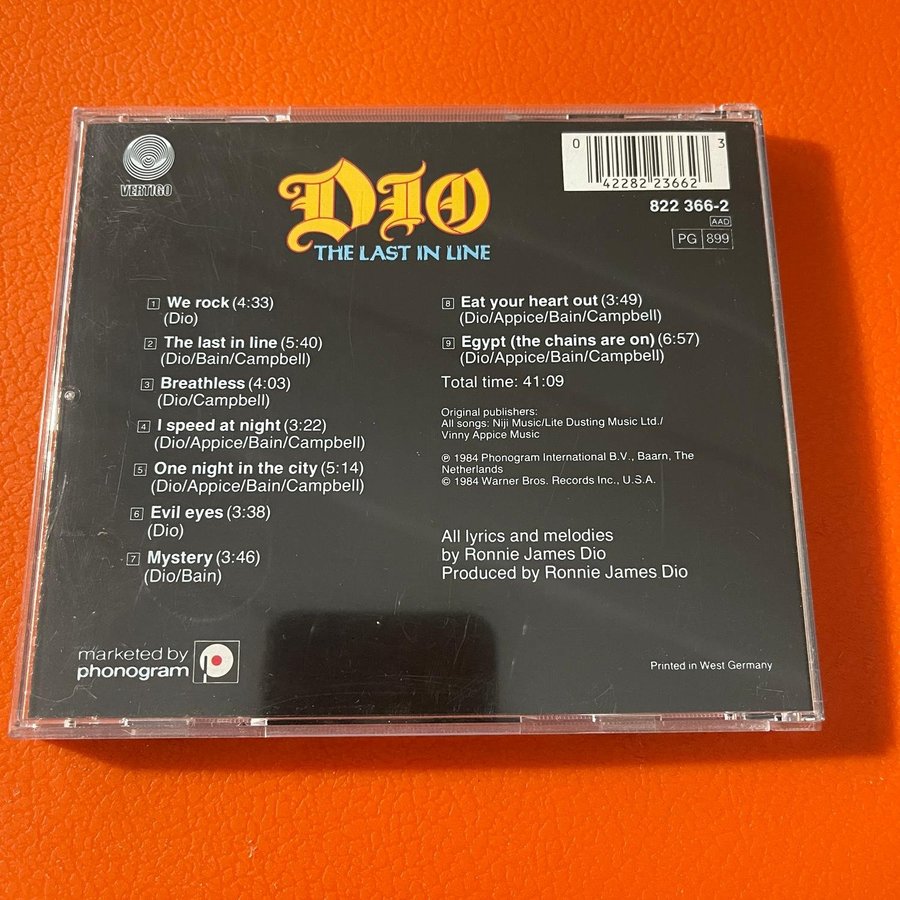 VERTIGO
DIO
THE LAST IN LINE
0 42282 23662 3
822 366-2
AAD
PG 899
1 We rock (4:33)
(Dio)
2 The last in line (5:40)
(Dio/Bain/Campbell)
3 Breathless (4:03)
(Dio/Campbell)
4 I speed at night (3:22)
(Dio/Appice/Bain/Campbell)
5 One night in the city (5:14)
(Dio/Appice/Bain/Campbell)
6 Evil eyes (3:38)
(Dio)
7 Mystery (3:46)
(Dio/Bain)
8 Eat your heart out (3:49)
(Dio/Appice/Bain/Campbell)
9 Egypt (the chains are on) (6:57)
(Dio/Appice/Bain/Campbell)
Total time: 41:09
Original publishers:
All songs: Niji Music/Lite Dusting Music Ltd./
Vinny Appice Music
℗ 1984 Phonogram International B.V., Baarn, The
Netherlands
© 1984 Warner Bros. Records Inc., U.S.A.
All lyrics and melodies
by Ronnie James Dio
Produced by Ronnie James Dio
marketed by
phonogram
Printed in West Germany